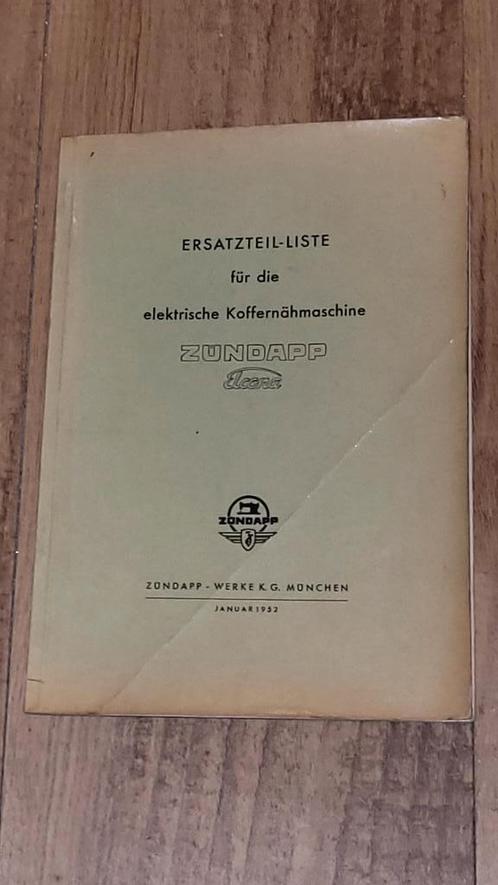 ERSATZTEIL-LISTE
für die
elektrische Koffernähmaschine
ZÜNDAPP
Elcona
ZÜNDAPP
ZÜNDAPP - WERKE K. G. MÜNCHEN
JANUAR 1952